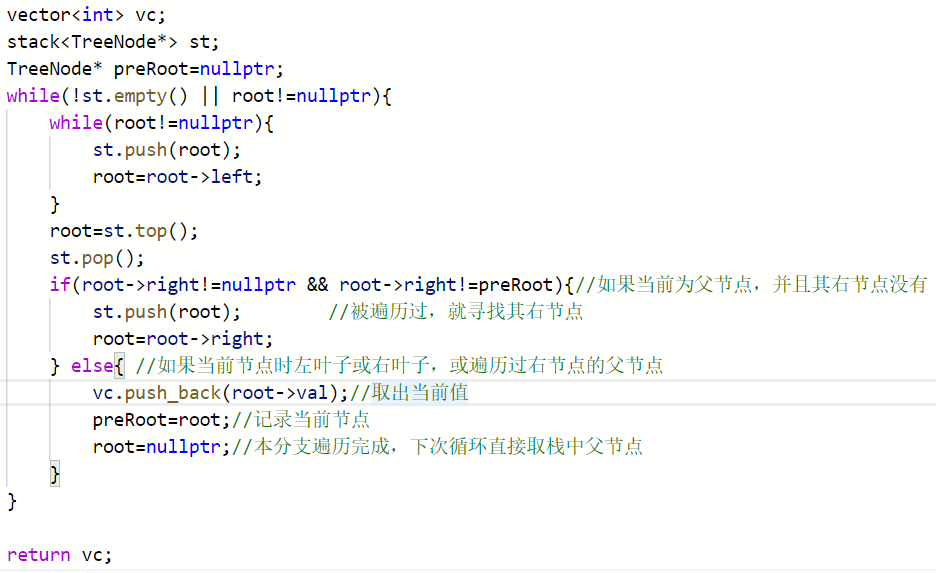 vector<int> vc;
stack<TreeNode*> st;
TreeNode* preRoot=nullptr;
while(!st.empty() || root!=nullptr){
    while(root!=nullptr){
        st.push(root);
        root=root->left;
    }
    root=st.top();
    st.pop();
    if(root->right!=nullptr && root->right!=preRoot){//如果当前为父节点，并且其右节点没有
        st.push(root);        //被遍历过，就寻找其右节点
        root=root->right;
    } else{ //如果当前节点时左叶子或右叶子，或遍历过右节点的父节点
        vc.push_back(root->val);//取出当前值
        preRoot=root;//记录当前节点
        root=nullptr;//本分支遍历完成，下次循环直接取栈中父节点
    }
}
return vc;